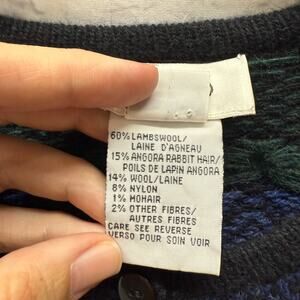 60% LAMBSWOOL/
LAINE D'AGNEAU
15% ANGORA RABBIT HAIR/
POILS DE LAPIN ANGORA
14% WOOL/LAINE
8% NYLON
1% MOHAIR
2% OTHER FIBRES/
AUTRES FIBRES
CARE SEE REVERSE
VERSO POUR SOIN VOIR